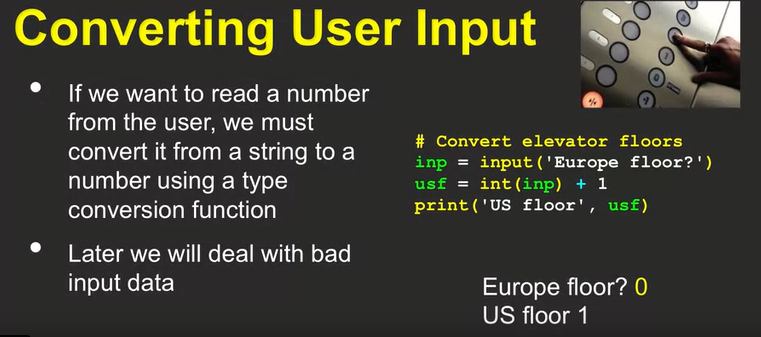 Converting User Input
• If we want to read a number
from the user, we must
convert it from a string to a
number using a type
conversion function
• Later we will deal with bad
input data
# Convert elevator floors
inp = input('Europe floor?')
usf = int(inp) + 1
print('US floor', usf)
Europe floor? 0
US floor 1